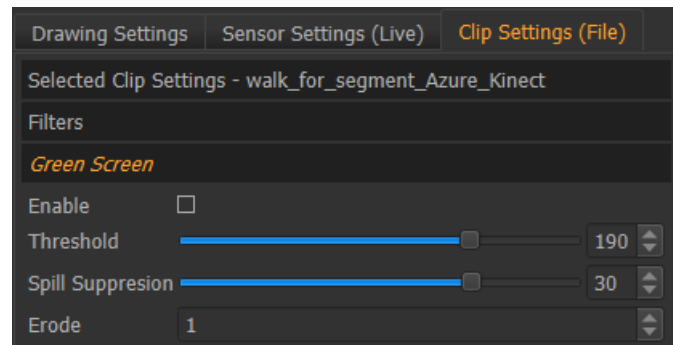 Drawing Settings Sensor Settings (Live) Clip Settings (File)
Selected Clip Settings - walk_for_segment_Azure_Kinect
Filters
Green Screen
Enable
Threshold 190
Spill Suppresion 30
Erode 1